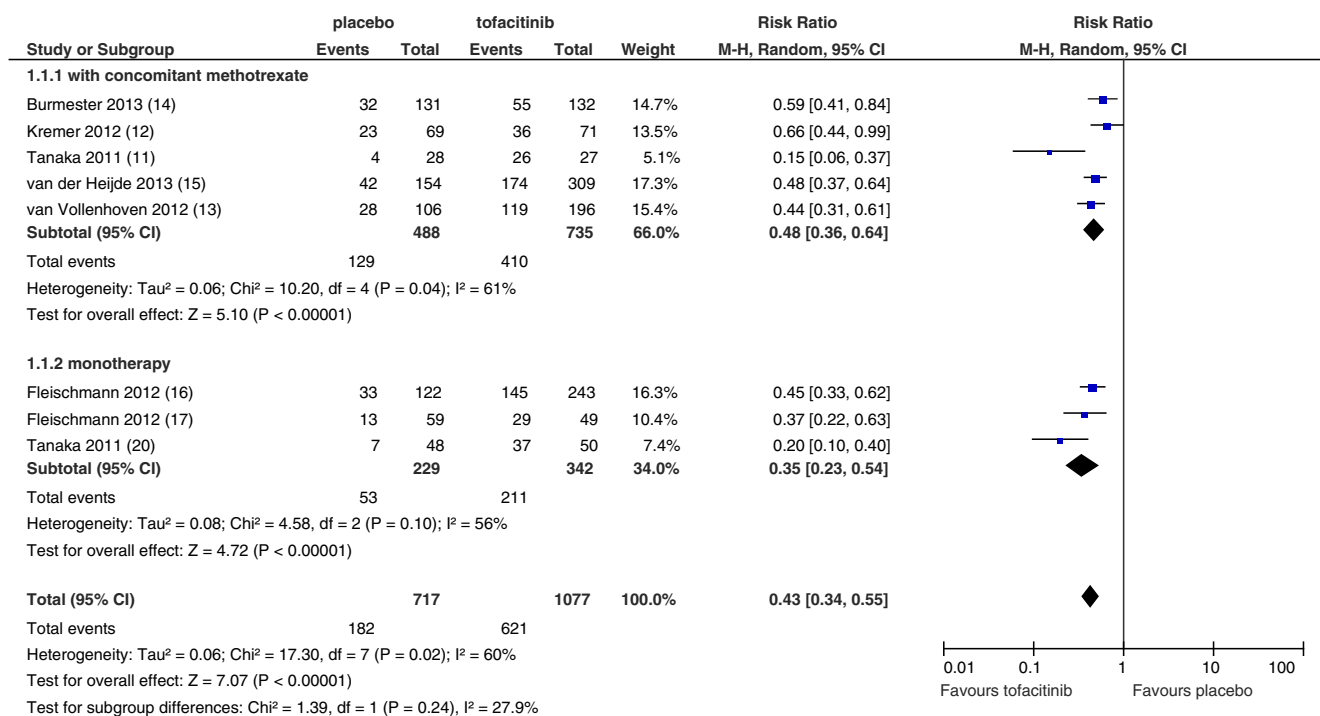 placebo tofacitinib Risk Ratio Risk Ratio
Study or Subgroup Events Total Events Total Weight M-H, Random, 95% CI M-H, Random, 95% CI
1.1.1 with concomitant methotrexate
Burmester 2013 (14) 32 131 55 132 14.7% 0.59 [0.41, 0.84]
Kremer 2012 (12) 23 69 36 71 13.5% 0.66 [0.44, 0.99]
Tanaka 2011 (11) 4 28 26 27 5.1% 0.15 [0.06, 0.37]
van der Heijde 2013 (15) 42 154 174 309 17.3% 0.48 [0.37, 0.64]
van Vollenhoven 2012 (13) 28 106 119 196 15.4% 0.44 [0.31, 0.61]
Subtotal (95% CI) 488 735 66.0% 0.48 [0.36, 0.64]
Total events 129 410
Heterogeneity: Tau² = 0.06; Chi² = 10.20, df = 4 (P = 0.04); I² = 61%
Test for overall effect: Z = 5.10 (P < 0.00001)
1.1.2 monotherapy
Fleischmann 2012 (16) 33 122 145 243 16.3% 0.45 [0.33, 0.62]
Fleischmann 2012 (17) 13 59 29 49 10.4% 0.37 [0.22, 0.63]
Tanaka 2011 (20) 7 48 37 50 7.4% 0.20 [0.10, 0.40]
Subtotal (95% CI) 229 342 34.0% 0.35 [0.23, 0.54]
Total events 53 211
Heterogeneity: Tau² = 0.08; Chi² = 4.58, df = 2 (P = 0.10); I² = 56%
Test for overall effect: Z = 4.72 (P < 0.00001)
Total (95% CI) 717 1077 100.0% 0.43 [0.34, 0.55]
Total events 182 621
Heterogeneity: Tau² = 0.06; Chi² = 17.30, df = 7 (P = 0.02); I² = 60%
Test for overall effect: Z = 7.07 (P < 0.00001)
Test for subgroup differences: Chi² = 1.39, df = 1 (P = 0.24), I² = 27.9%
0.01 0.1 1 10 100
Favours tofacitinib Favours placebo